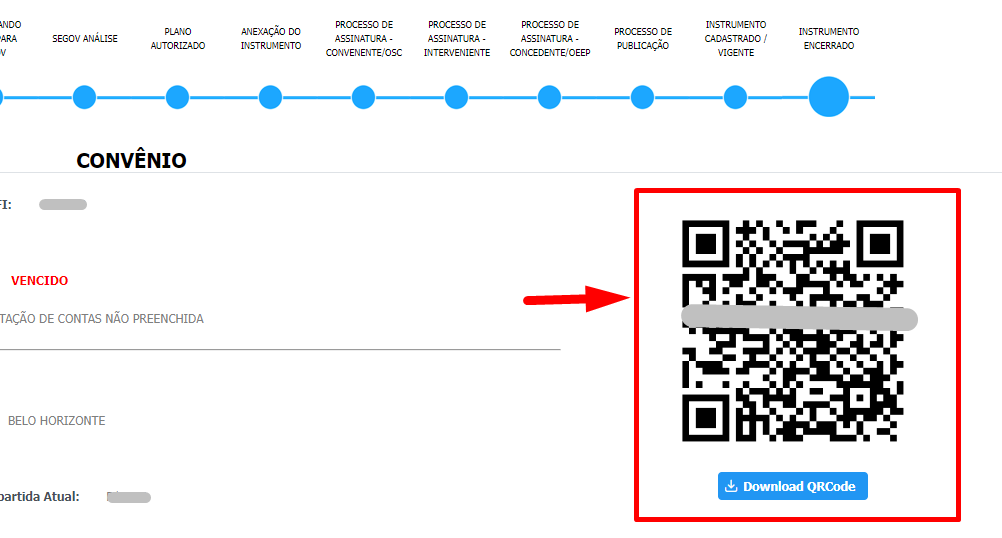 ANDO
PARA
OV
SEGOV ANÁLISE
PLANO
AUTORIZADO
ANEXAÇÃO DO
INSTRUMENTO
PROCESSO DE
ASSINATURA -
CONVENENTE/OSC
PROCESSO DE
ASSINATURA -
INTERVENIENTE
PROCESSO DE
ASSINATURA -
CONCEDENTE/OEEP
PROCESSO DE
PUBLICAÇÃO
INSTRUMENTO
CADASTRADO /
VIGENTE
INSTRUMENTO
ENCERRADO
CONVÊNIO
FI:
VENCIDO
TAÇÃO DE CONTAS NÃO PREENCHIDA
BELO HORIZONTE
partida Atual:
Download QRCode